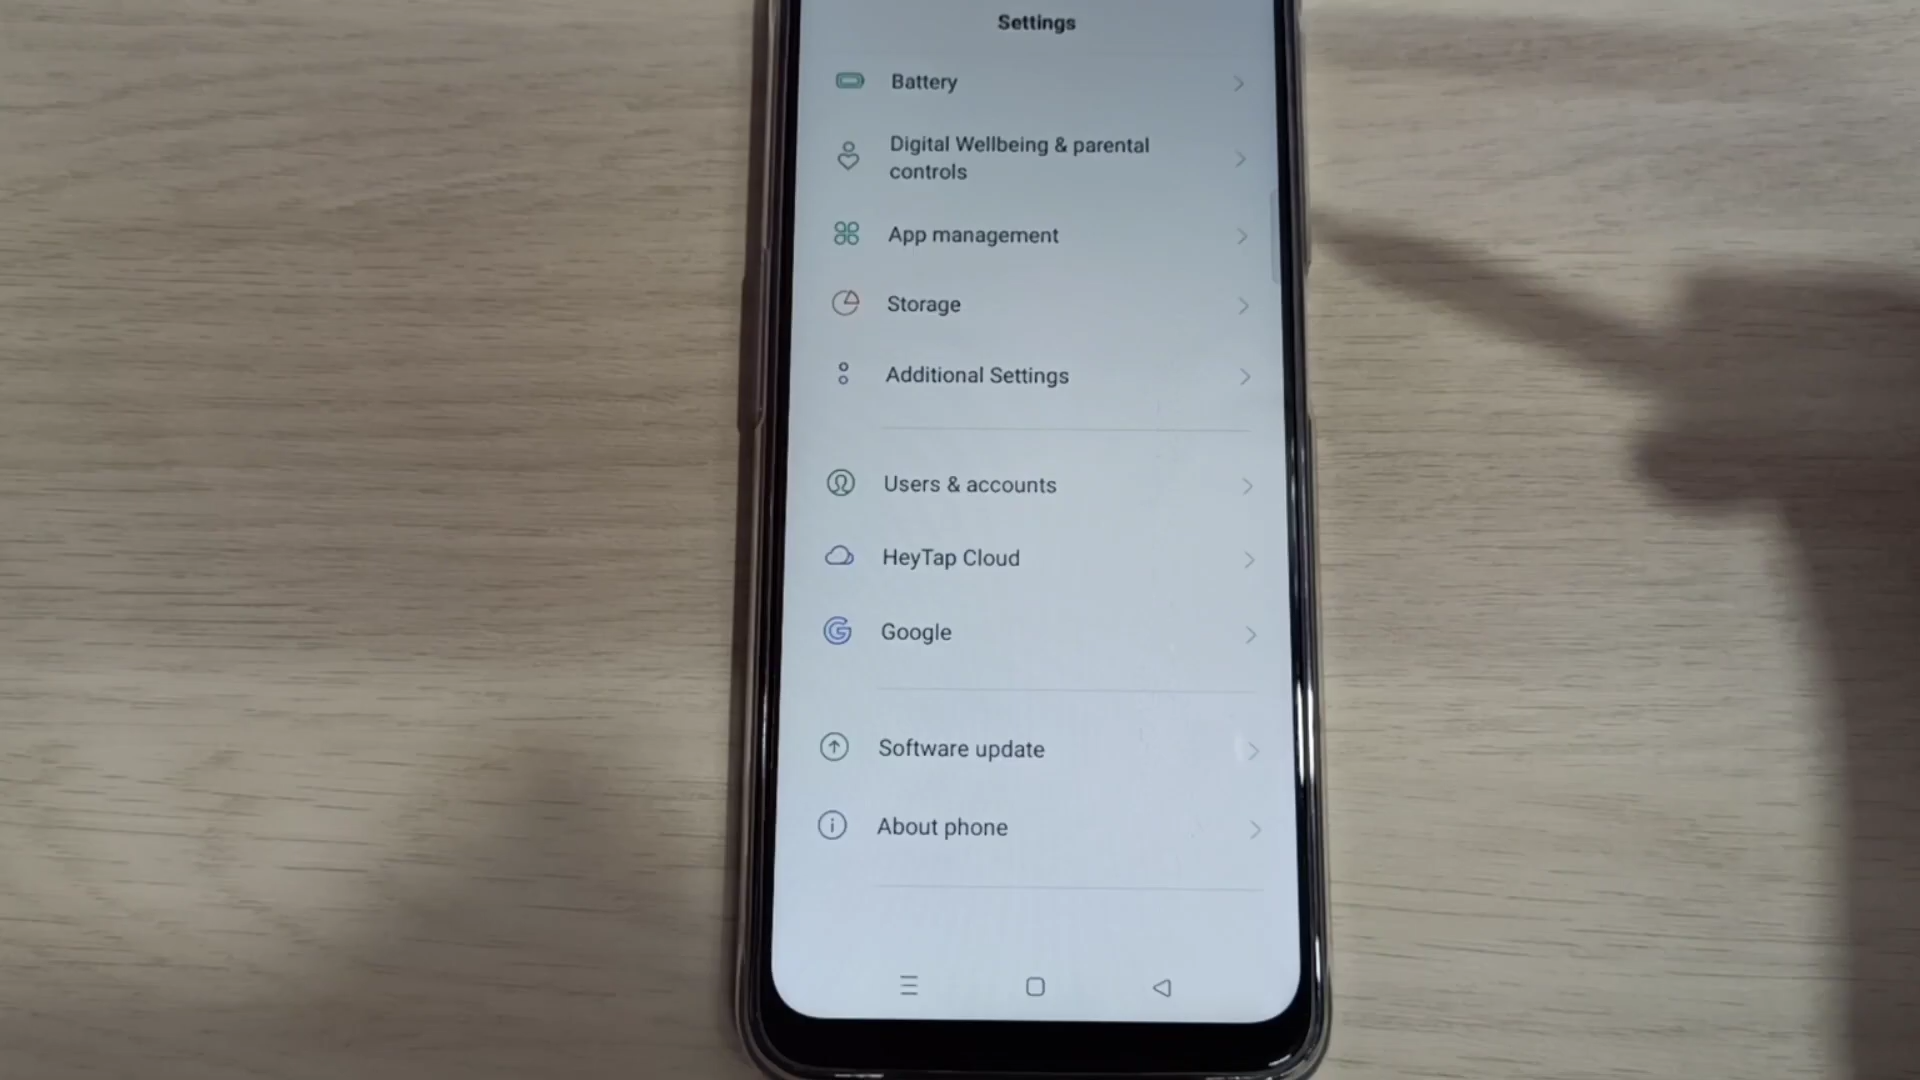 Settings
Battery
Digital Wellbeing & parental
controls
App management
Storage
Additional Settings
Users & accounts
HeyTap Cloud
Google
Software update
About phone